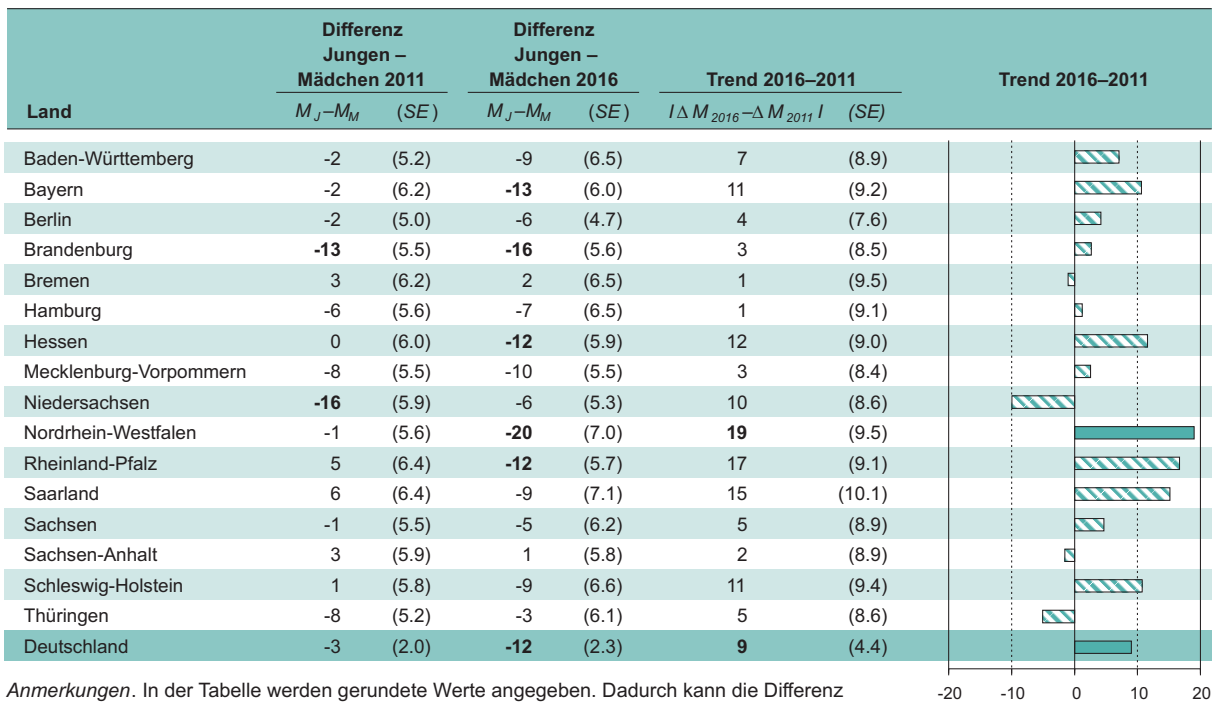 Differenz Differenz
Jungen – Jungen –
Mädchen 2011 Mädchen 2016 Trend 2016–2011 Trend 2016–2011
Land M J–MM (SE) M J–MM (SE) I Δ M 2016–Δ M 2011 I (SE)
Baden-Württemberg -2 (5.2) -9 (6.5) 7 (8.9)
Bayern -2 (6.2) -13 (6.0) 11 (9.2)
Berlin -2 (5.0) -6 (4.7) 4 (7.6)
Brandenburg -13 (5.5) -16 (5.6) 3 (8.5)
Bremen 3 (6.2) 2 (6.5) 1 (9.5)
Hamburg -6 (5.6) -7 (6.5) 1 (9.1)
Hessen 0 (6.0) -12 (5.9) 12 (9.0)
Mecklenburg-Vorpommern -8 (5.5) -10 (5.5) 3 (8.4)
Niedersachsen -16 (5.9) -6 (5.3) 10 (8.6)
Nordrhein-Westfalen -1 (5.6) -20 (7.0) 19 (9.5)
Rheinland-Pfalz 5 (6.4) -12 (5.7) 17 (9.1)
Saarland 6 (6.4) -9 (7.1) 15 (10.1)
Sachsen -1 (5.5) -5 (6.2) 5 (8.9)
Sachsen-Anhalt 3 (5.9) 1 (5.8) 2 (8.9)
Schleswig-Holstein 1 (5.8) -9 (6.6) 11 (9.4)
Thüringen -8 (5.2) -3 (6.1) 5 (8.6)
Deutschland -3 (2.0) -12 (2.3) 9 (4.4)
Anmerkungen. In der Tabelle werden gerundete Werte angegeben. Dadurch kann die Differenz -20 -10 0 10 20